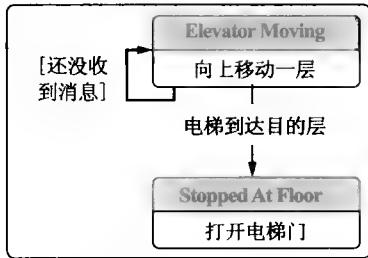 Elevator Moving
[还没收
到消息]
向上移动一层
电梯到达目的层
Stopped At Floor
打开电梯门